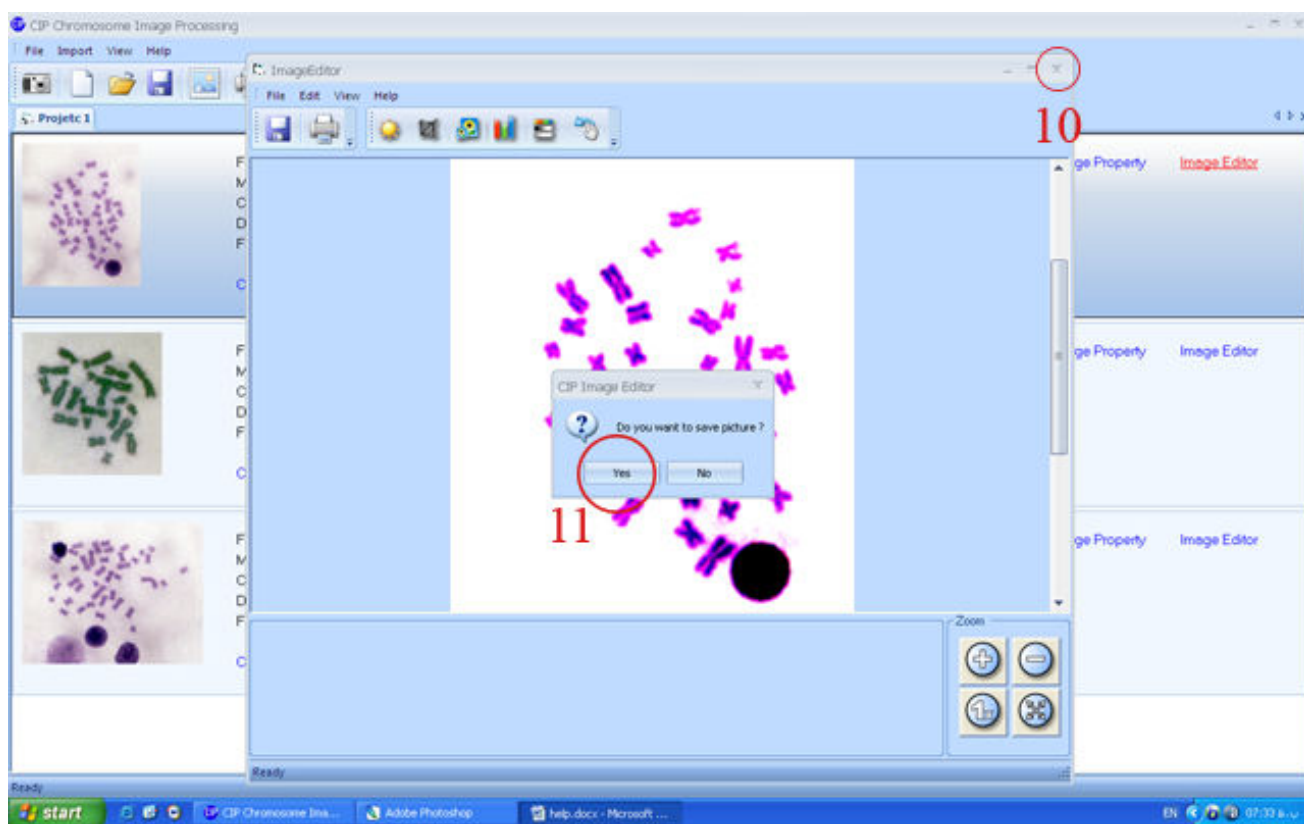 CIP Chromosome Image Processing
File Import View Help
ImageEditor
File Edit View Help
10
Projetc 1
F
M
C
D
F
C
ge Property Image Editor
F
M
C
D
F
C
ge Property Image Editor
F
M
C
D
F
C
ge Property Image Editor
CIP Image Editor
Do you want to save picture ?
Yes No
11
Zoom
Ready
Ready
start CIP Chromosome Ima... Adobe Photoshop help.docx - Microsoft ... EN 07:33